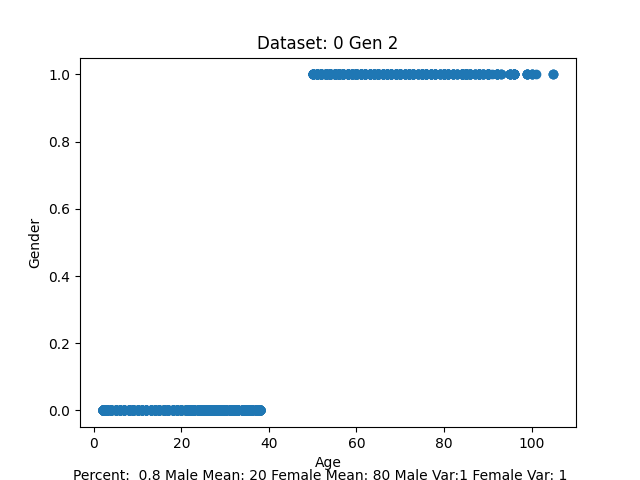 Dataset: 0 Gen 2
1.0
0.8
0.6
0.4
0.2
0.0
Gender
0 20 40 60 80 100
Age
Percent:  0.8 Male Mean: 20 Female Mean: 80 Male Var:1 Female Var: 1